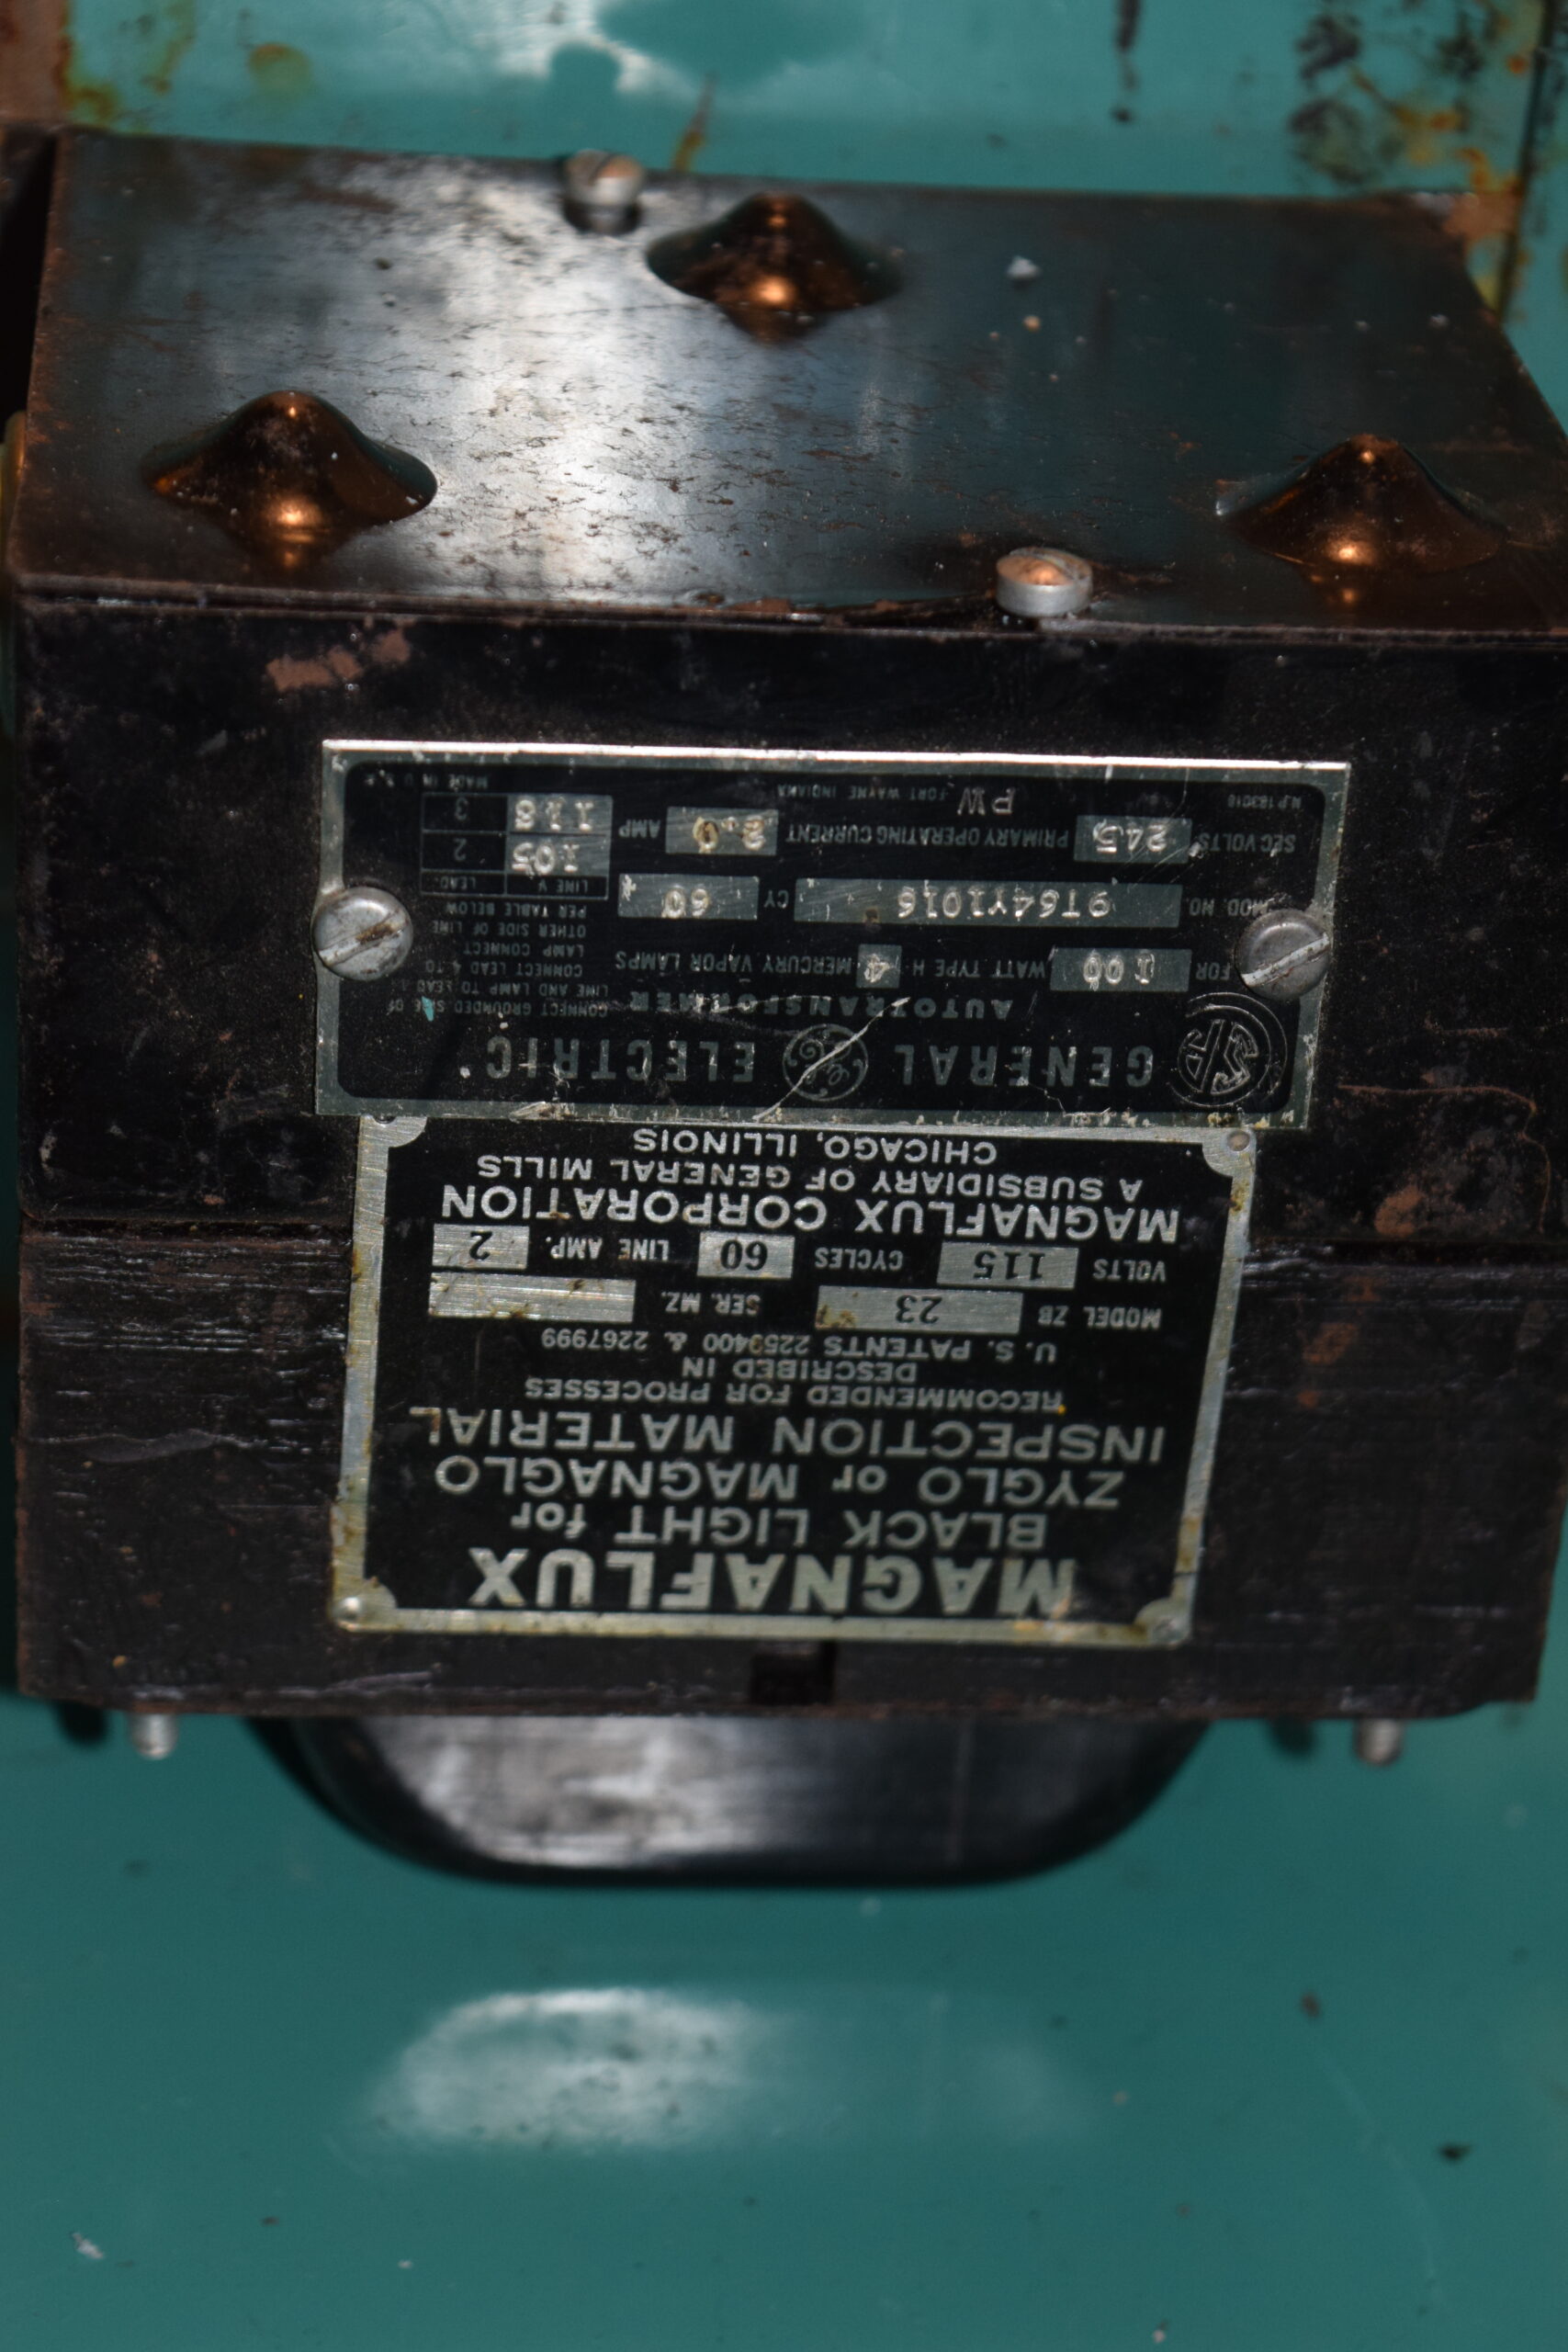 MAGNAFLUX
BLACK LIGHT for
ZYGLO or MAGNAGLO
INSPECTION MATERIAL
RECOMMENDED FOR PROCESSES
DESCRIBED IN
U. S. PATENTS 2259400 & 2267999
MODEL ZB 23 SER. MZ.
VOLTS 115 CYCLES 60 LINE AMP. 2
MAGNAFLUX CORPORATION
A SUBSIDIARY OF GENERAL MILLS
CHICAGO, ILLINOIS
GENERAL GE ELECTRIC
AUTOTRANSFORMER
FOR 100 WATT TYPE H 4 MERCURY VAPOR LAMPS
MOD. NO. 9T64Y1016 CY 60
SEC VOLTS 245 PRIMARY OPERATING CURRENT 2.0 AMP
PW FORT WAYNE INDIANA
CONNECT GROUNDED SIDE OF
LINE AND LAMP TO LEAD 1
CONNECT LEAD 4 TO
LAMP CONNECT
OTHER SIDE OF LINE
PER TABLE BELOW
LINE V. LEAD
105 2
118 3
MADE IN U.S.A.